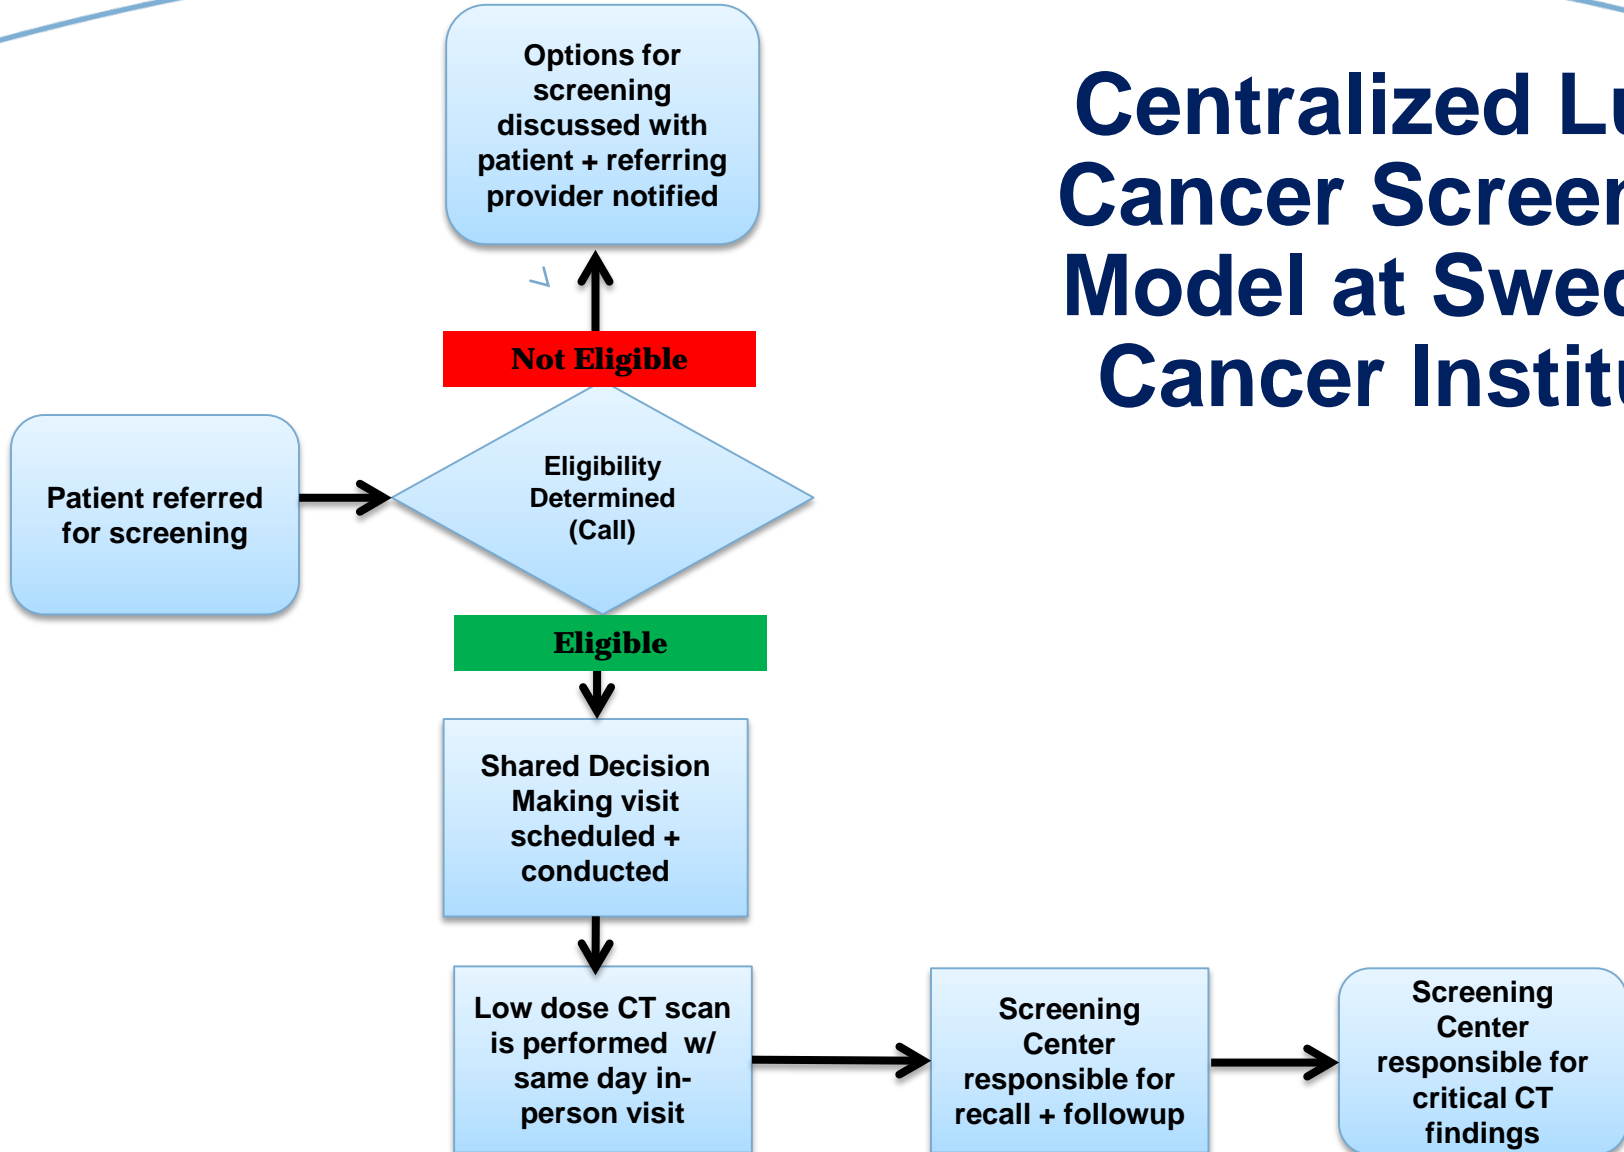 Options for
screening
discussed with
patient + referring
provider notified
Centralized Lu
Cancer Screen
Model at Swed
Cancer Institu
Not Eligible
Patient referred
for screening
Eligibility
Determined
(Call)
Eligible
Shared Decision
Making visit
scheduled +
conducted
Low dose CT scan
is performed w/
same day in-
person visit
Screening
Center
responsible for
recall + followup
Screening
Center
responsible for
critical CT
findings